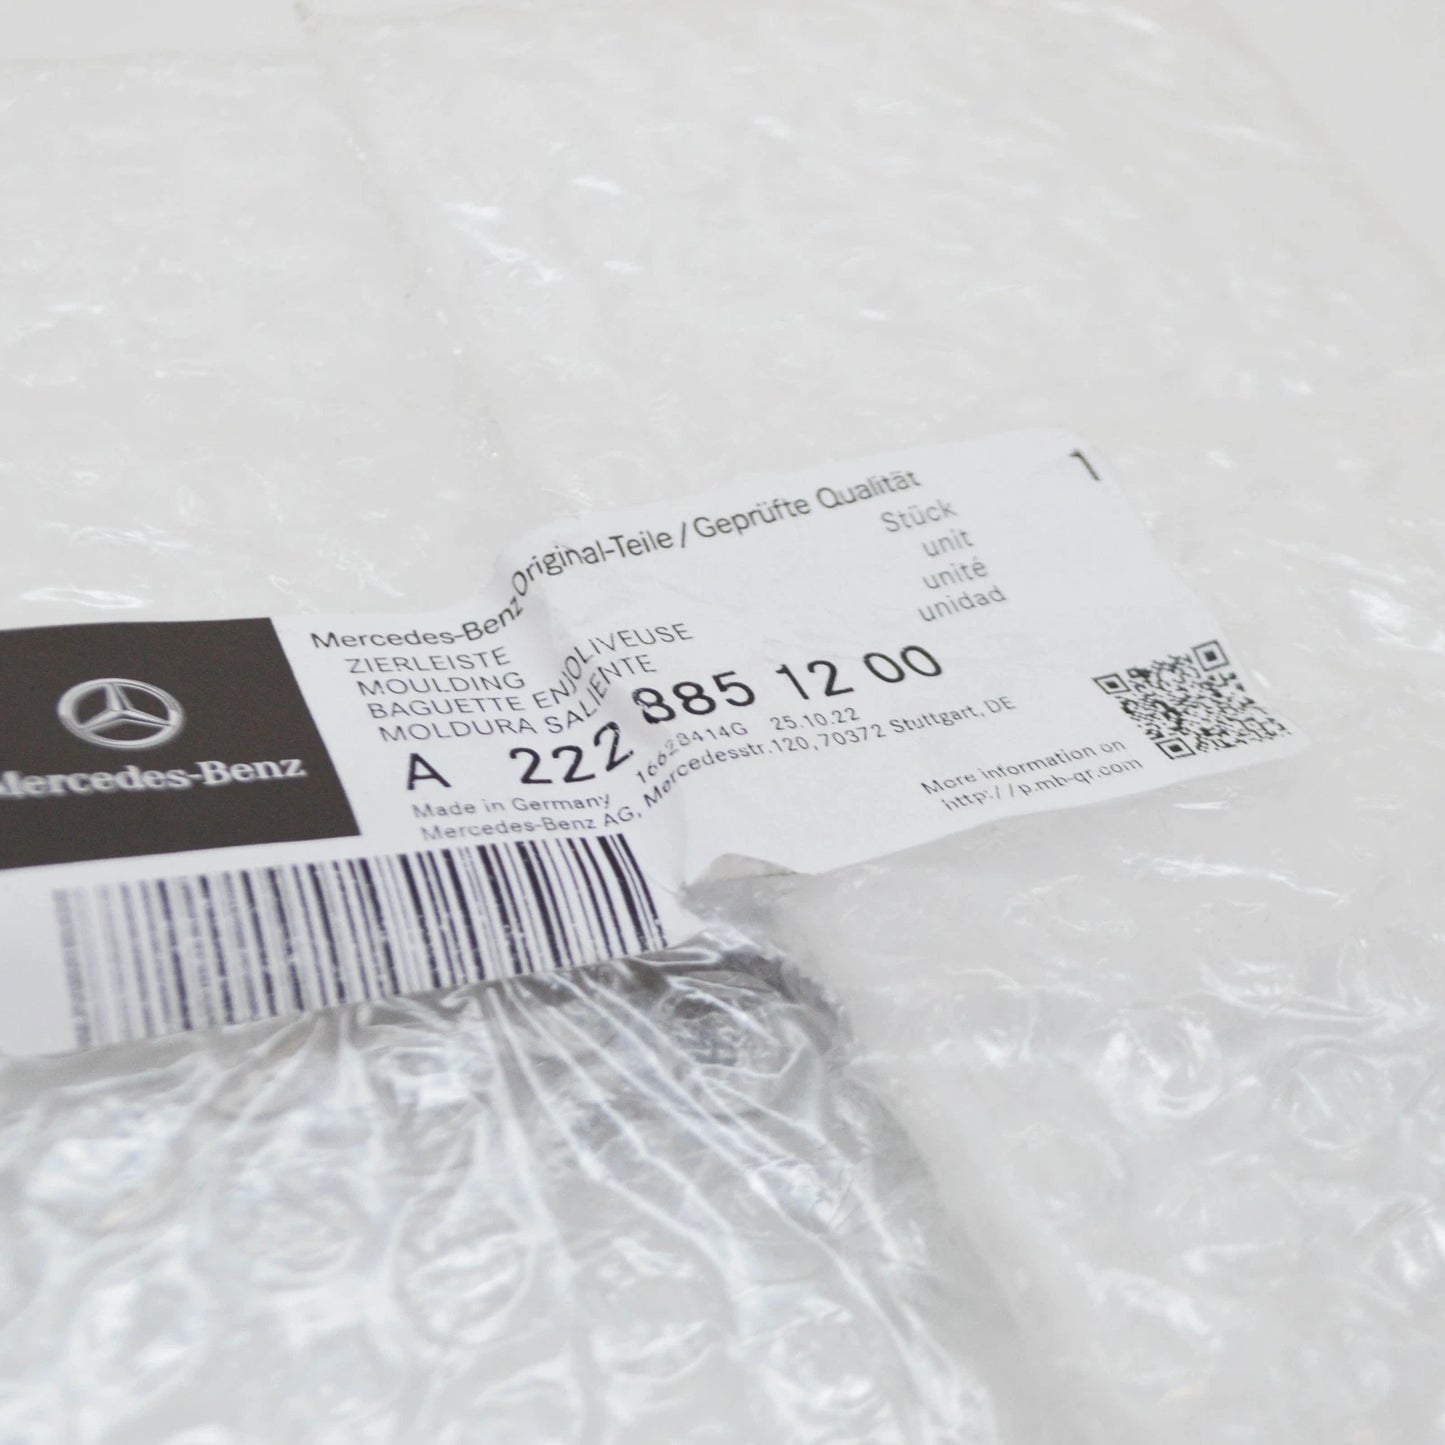 Mercedes-Benz
Mercedes-Benz Original-Teile / Geprüfte Qualität
1
Stück
unit
unité
unidad
ZIERLEISTE
MOULDING
BAGUETTE ENJOLIVEUSE
MOLDURA SALIENTE
A 222 885 12 00
16628414G 25.10.22
Made in Germany
Mercedes-Benz AG, Mercedesstr.120,70372 Stuttgart, DE
More information on
http://p.mb-qr.com